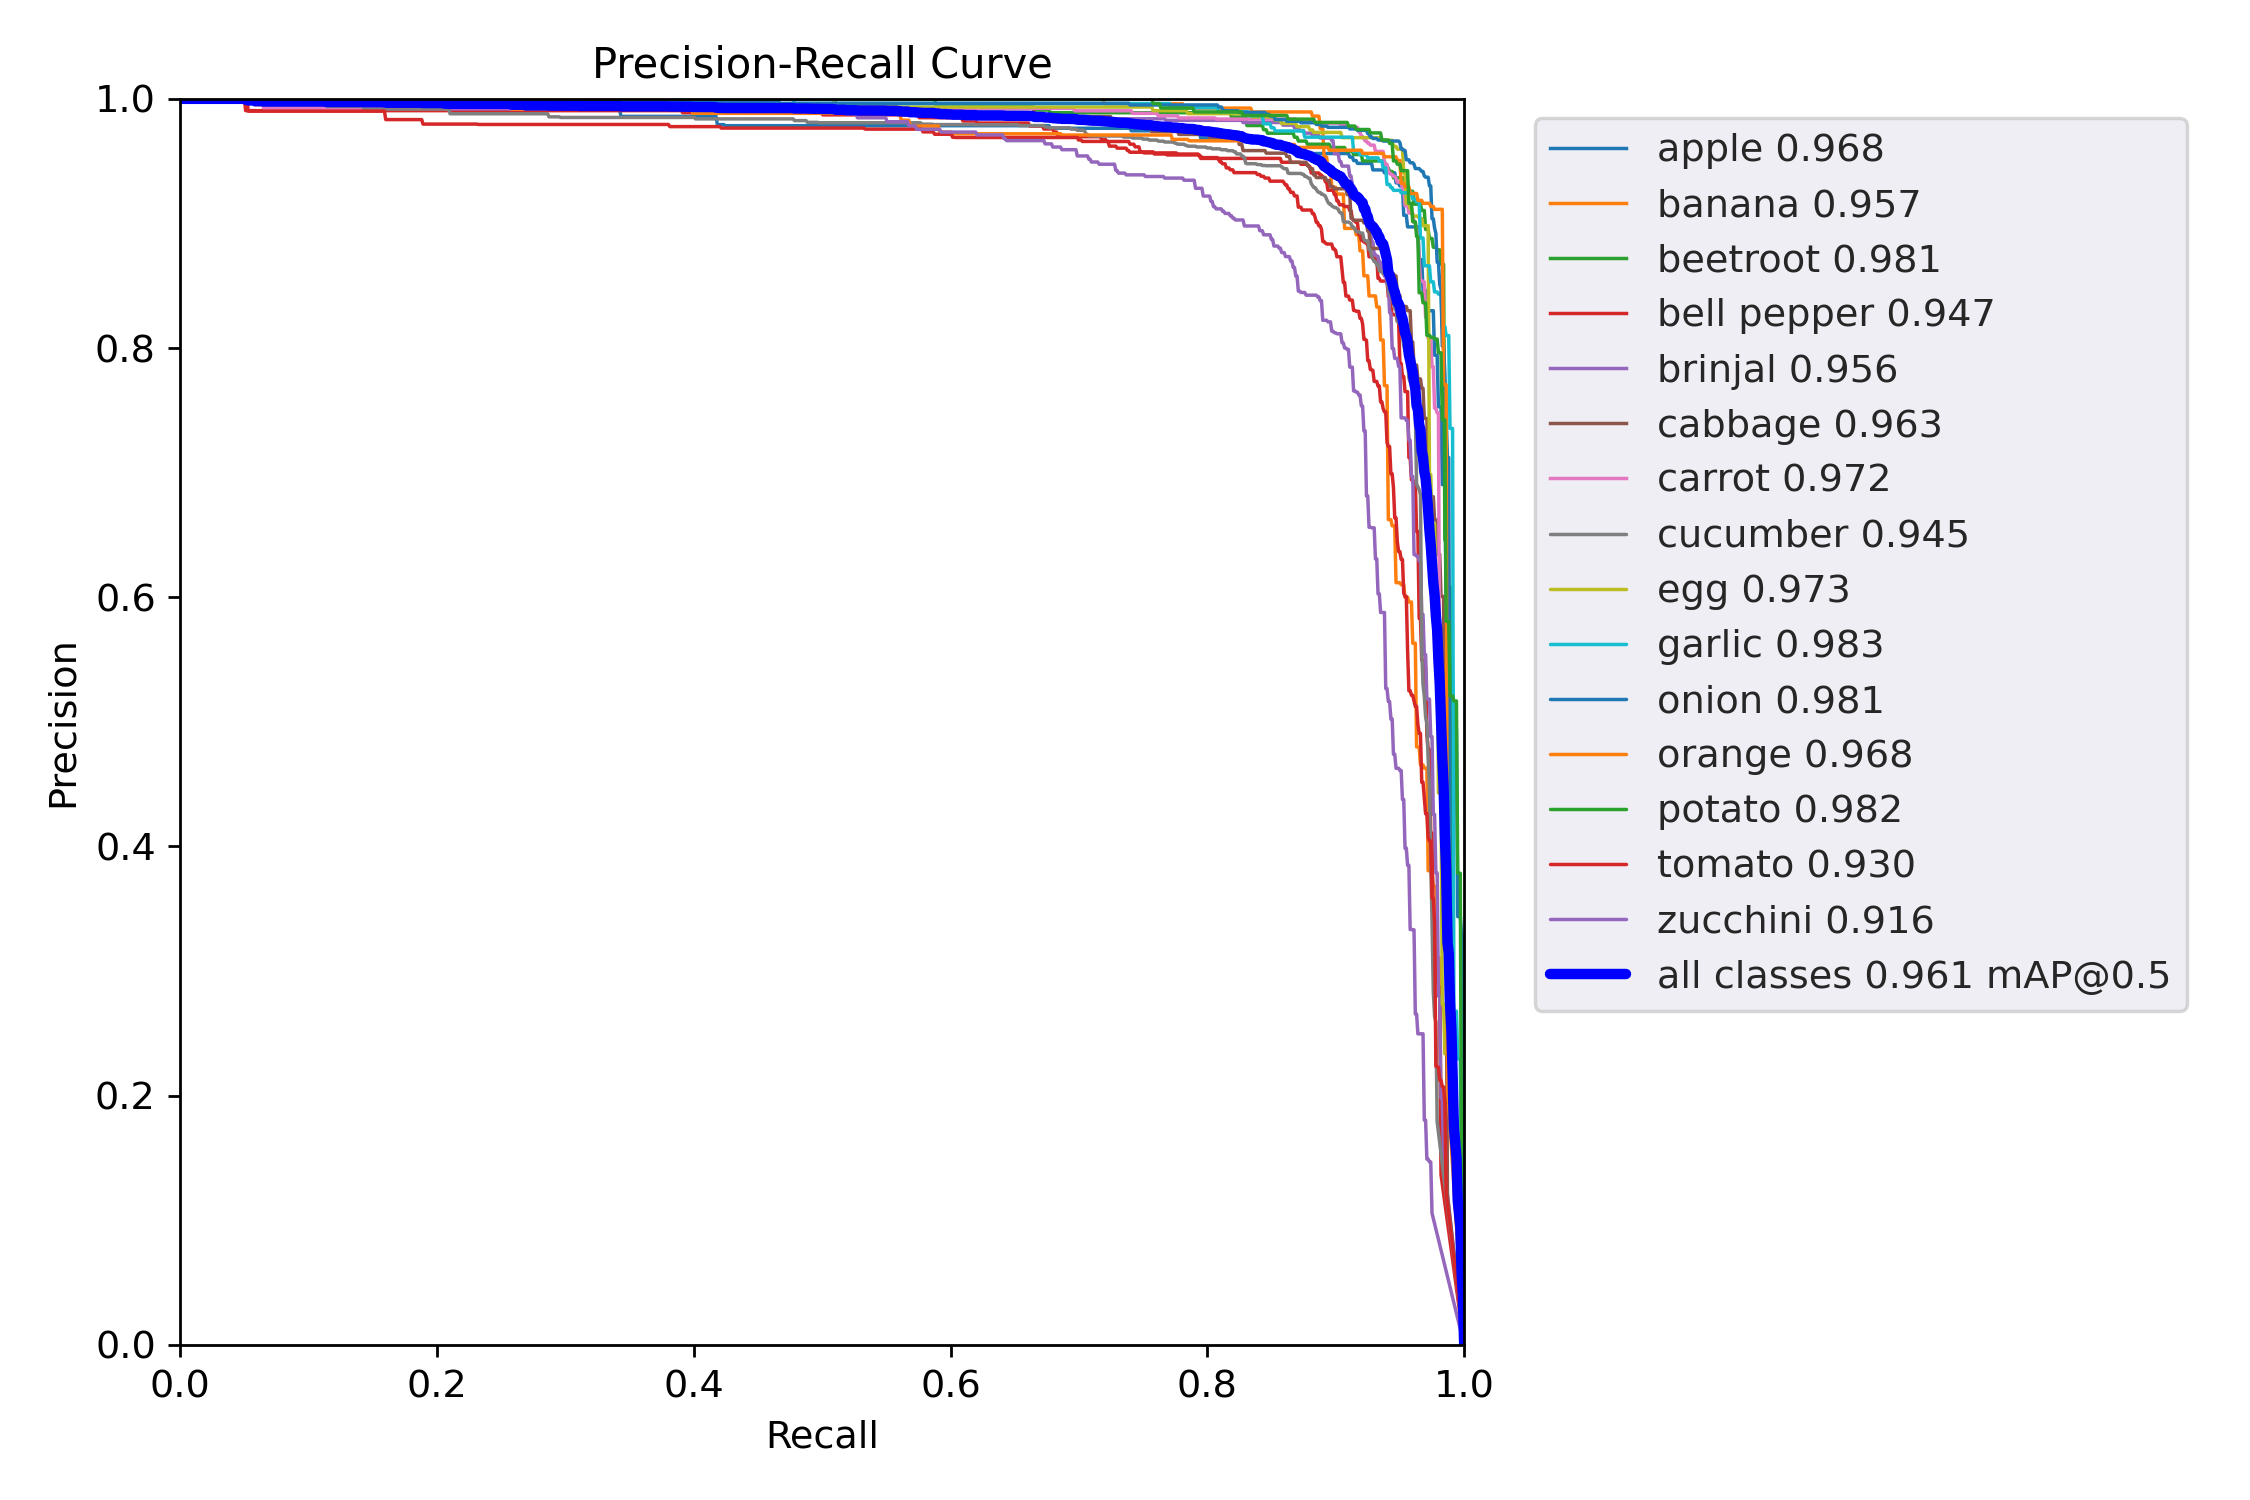 Precision-Recall Curve
1.0
0.8
0.6
0.4
0.2
0.0
Precision
0.0 0.2 0.4 0.6 0.8 1.0
Recall
apple 0.968
banana 0.957
beetroot 0.981
bell pepper 0.947
brinjal 0.956
cabbage 0.963
carrot 0.972
cucumber 0.945
egg 0.973
garlic 0.983
onion 0.981
orange 0.968
potato 0.982
tomato 0.930
zucchini 0.916
all classes 0.961 mAP@0.5